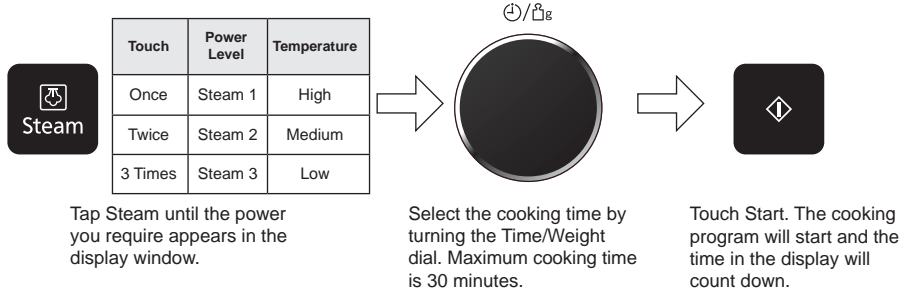 / g
Touch Power Level Temperature
Once Steam 1 High
Twice Steam 2 Medium
3 Times Steam 3 Low
Steam
Tap Steam until the power
you require appears in the
display window.
Select the cooking time by
turning the Time/Weight
dial. Maximum cooking time
is 30 minutes.
Touch Start. The cooking
program will start and the
time in the display will
count down.